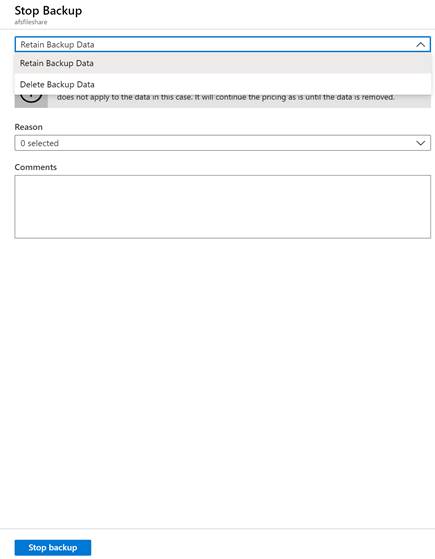 Stop Backup
afsfileshare
Retain Backup Data
Retain Backup Data
Delete Backup Data
does not apply to the data in this case. It will continue the pricing as is until the data is removed.
Reason
0 selected
Comments
Stop backup